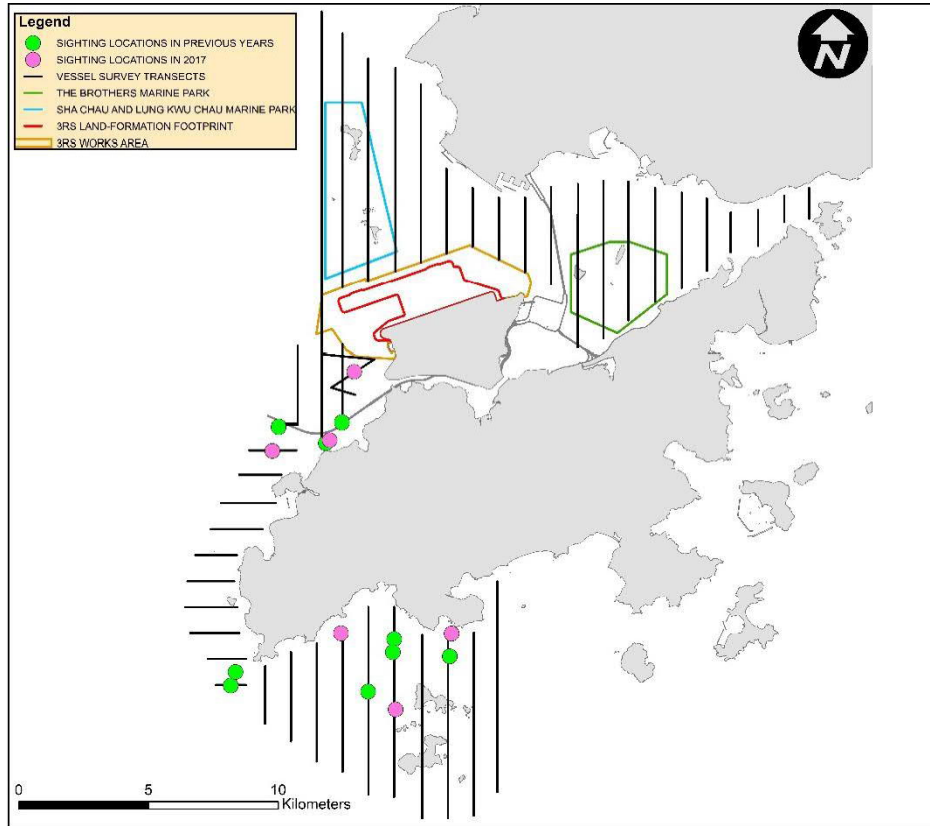 Legend
SIGHTING LOCATIONS IN PREVIOUS YEARS
SIGHTING LOCATIONS IN 2017
VESSEL SURVEY TRANSECTS
THE BROTHERS MARINE PARK
SHA CHAU AND LUNG KWU CHAU MARINE PARK
3RS LAND-FORMATION FOOTPRINT
3RS WORKS AREA
N
0 5 10
Kilometers